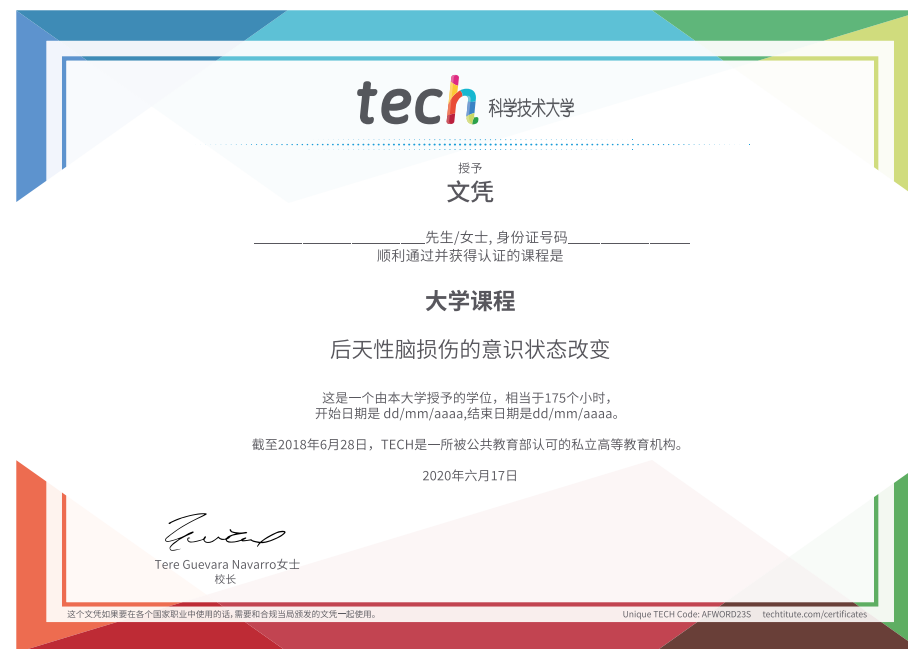 tech 科学技术大学
授予
文凭
先生/女士, 身份证号码
顺利通过并获得认证的课程是
大学课程
后天性脑损伤的意识状态改变
这是一个由本大学授予的学位，相当于175个小时，
开始日期是 dd/mm/aaaa,结束日期是dd/mm/aaaa。
截至2018年6月28日，TECH是一所被公共教育部认可的私立高等教育机构。
2020年六月17日
Tere Guevara Navarro女士
校长
这个文凭如果要在各个国家职业中使用的话,需要和合规当局颁发的文凭一起使用。
Unique TECH Code: AFWORD23S techtitute.com/certificates